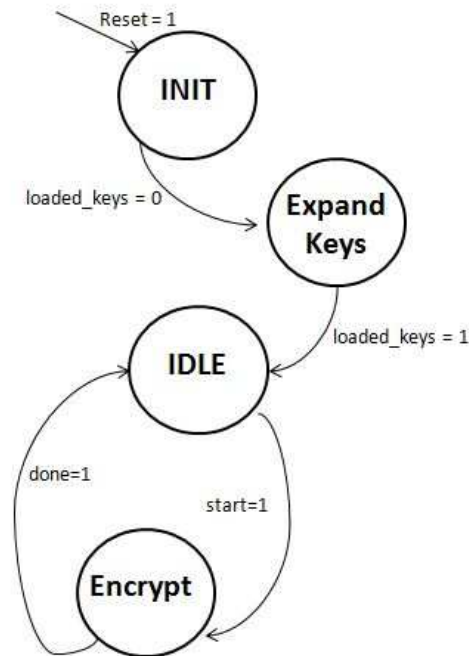 Reset = 1
INIT
loaded_keys = 0
Expand
Keys
loaded_keys = 1
IDLE
done=1
start=1
Encrypt